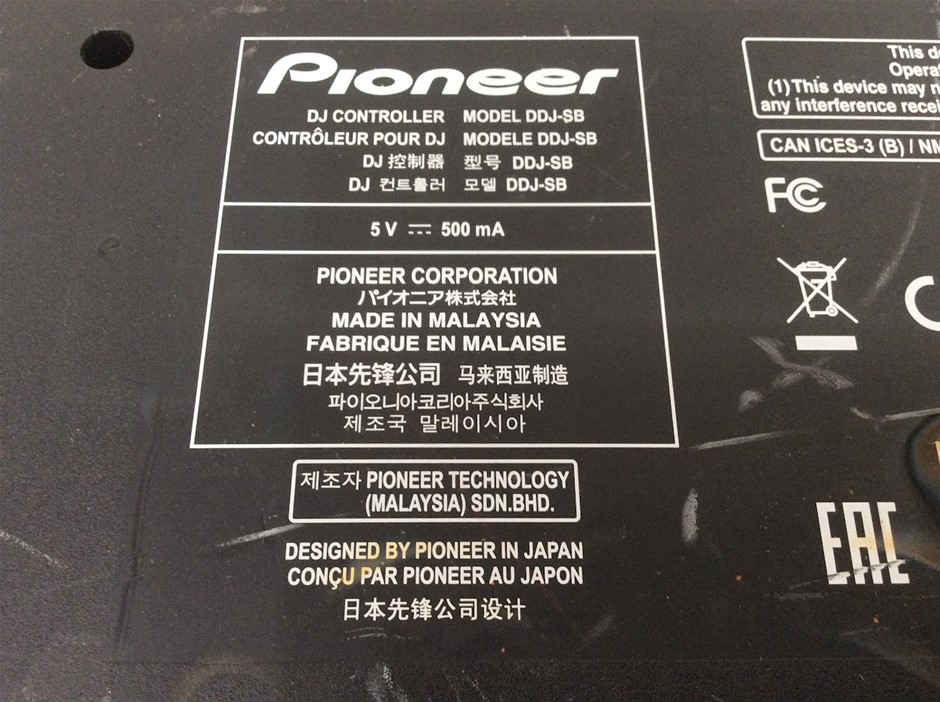 Pioneer
DJ CONTROLLER MODEL DDJ-SB
CONTRÔLEUR POUR DJ MODELE DDJ-SB
DJ 控制器 型号 DDJ-SB
DJ 컨트롤러 모델 DDJ-SB
5 V ⎓ 500 mA
PIONEER CORPORATION
パイオニア株式会社
MADE IN MALAYSIA
FABRIQUE EN MALAISIE
日本先锋公司 马来西亚制造
파이오니아코리아주식회사
제조국 말레이시아
제조자 PIONEER TECHNOLOGY
(MALAYSIA) SDN.BHD.
DESIGNED BY PIONEER IN JAPAN
CONÇU PAR PIONEER AU JAPON
日本先锋公司设计
This
(1) This device may
any interference
CAN ICES-3 (B) /
FC
EAC